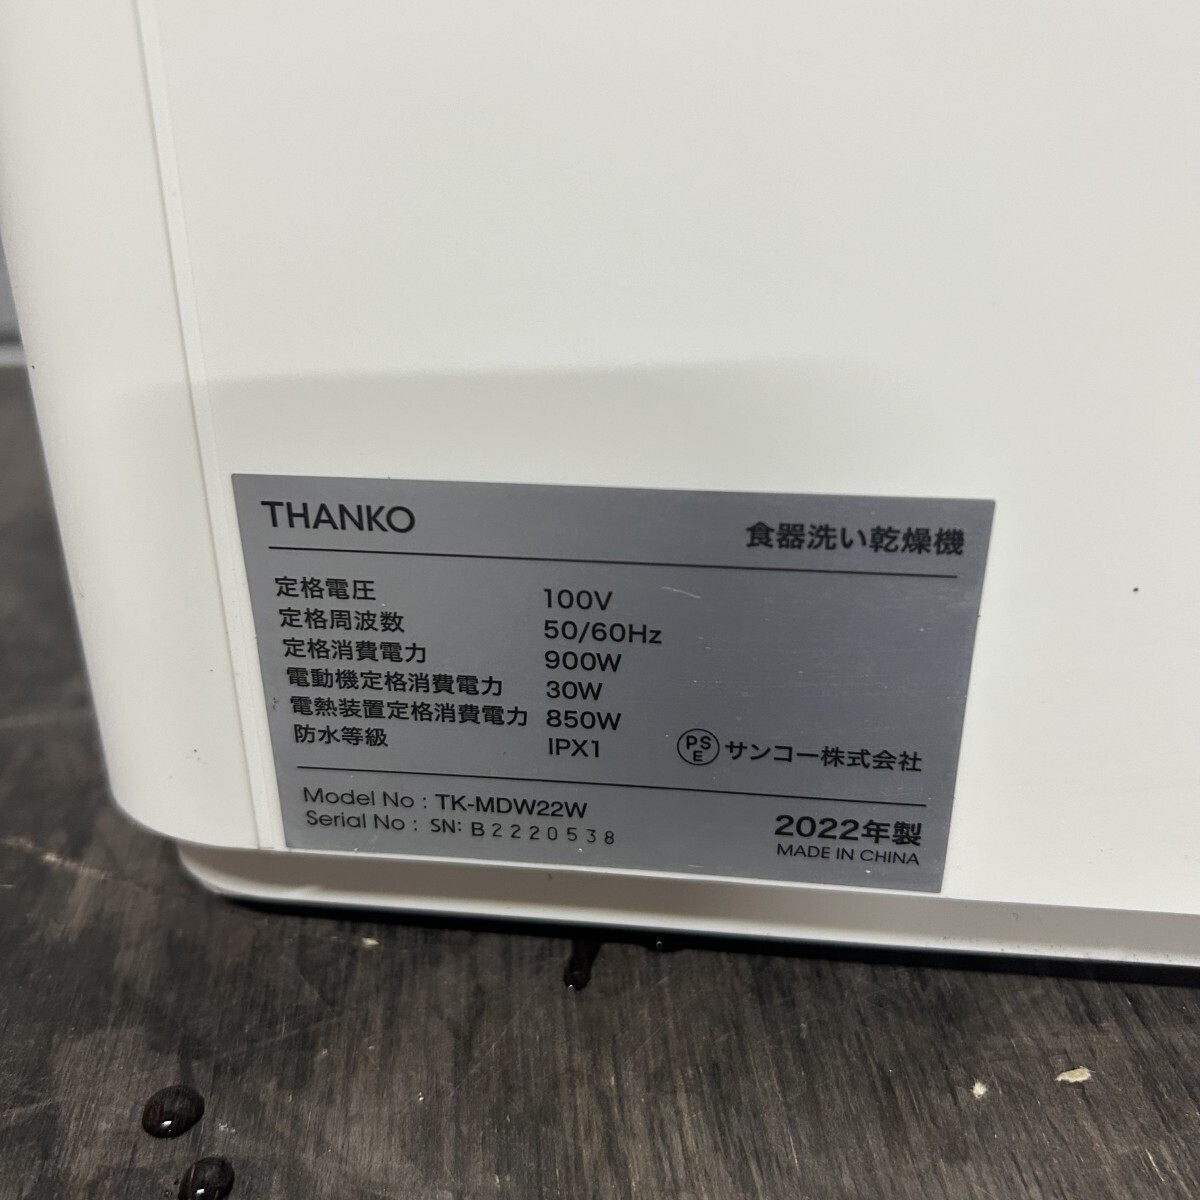 THANKO
食器洗い乾燥機
定格電圧 100V
定格周波数 50/60Hz
定格消費電力 900W
電動機定格消費電力 30W
電熱装置定格消費電力 850W
防水等級 IPX1
PSE サンコー株式会社
Model No : TK-MDW22W
Serial No : SN: B2220538
2022年製
MADE IN CHINA